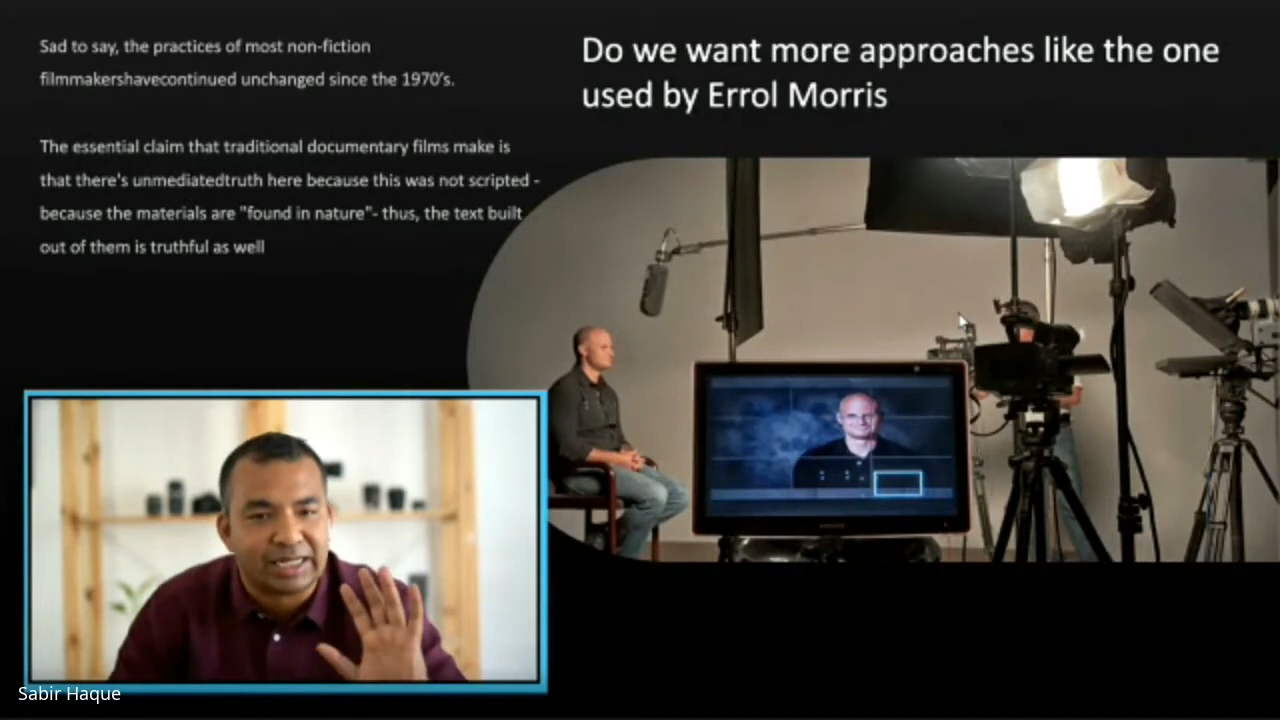 Sad to say, the practices of most non-fiction
filmmakershavecontinued unchanged since the 1970's.
The essential claim that traditional documentary films make is
that there's unmediatedtruth here because this was not scripted -
because the materials are "found in nature"- thus, the text built
out of them is truthful as well
Do we want more approaches like the one
used by Errol Morris
Sabir Haque